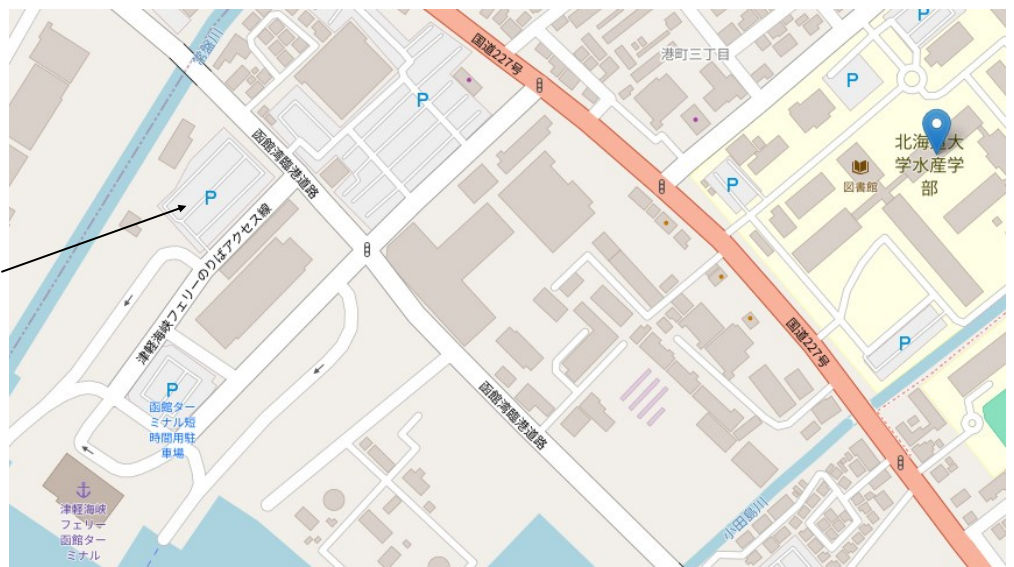 P
国道227号
港町三丁目
常盤川
P
P
北海道大
学水産学
部
図書館
函館湾臨港道路
P
P
津軽海峡フェリーのりばアクセス線
国道227号
P
P
函館ター
ミナル短
時間用駐
車場
函館湾臨港道路
津軽海峡
フェリー
函館ター
ミナル
小田島川